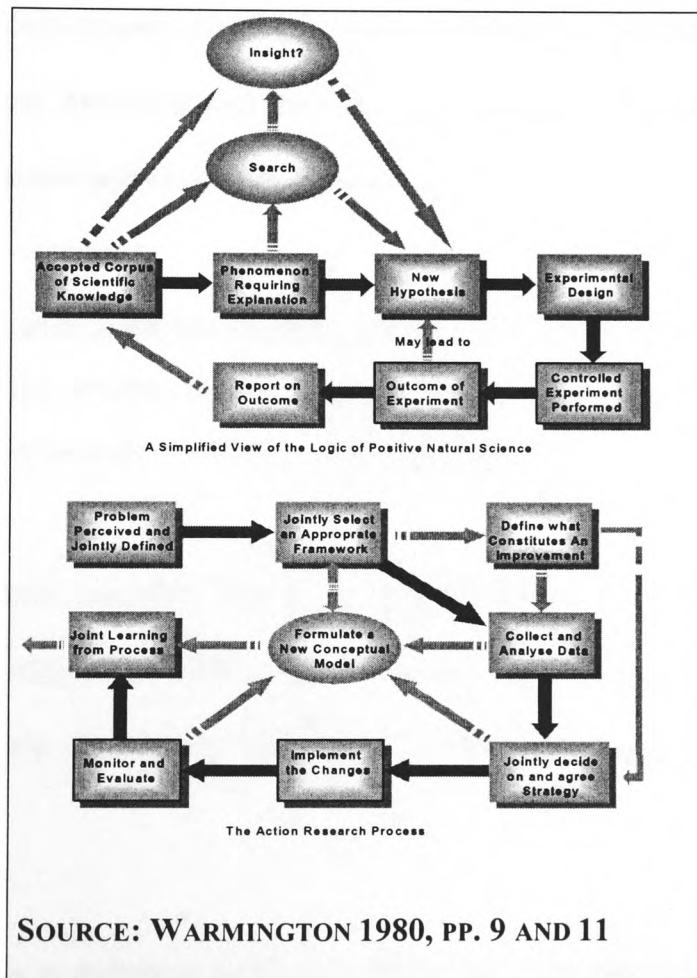 Insight?
Search
Accepted Corpus
of Scientific
Knowledge
Phenomenon
Requiring
Explanation
New
Hypothesis
Experimental
Design
May lead to
Report on
Outcome
Outcome of
Experiment
Controlled
Experiment
Performed
A Simplified View of the Logic of Positive Natural Science
Problem
Perceived and
Jointly Defined
Jointly Select
an Approprate
Framework
Define what
Constitutes An
Improvement
Joint Learning
from Process
Formulate a
New Conceptual
Model
Collect and
Analyse Data
Monitor and
Evaluate
Implement
the Changes
Jointly decide
on and agree
Strategy
The Action Research Process
SOURCE: WARMINGTON 1980, PP. 9 AND 11